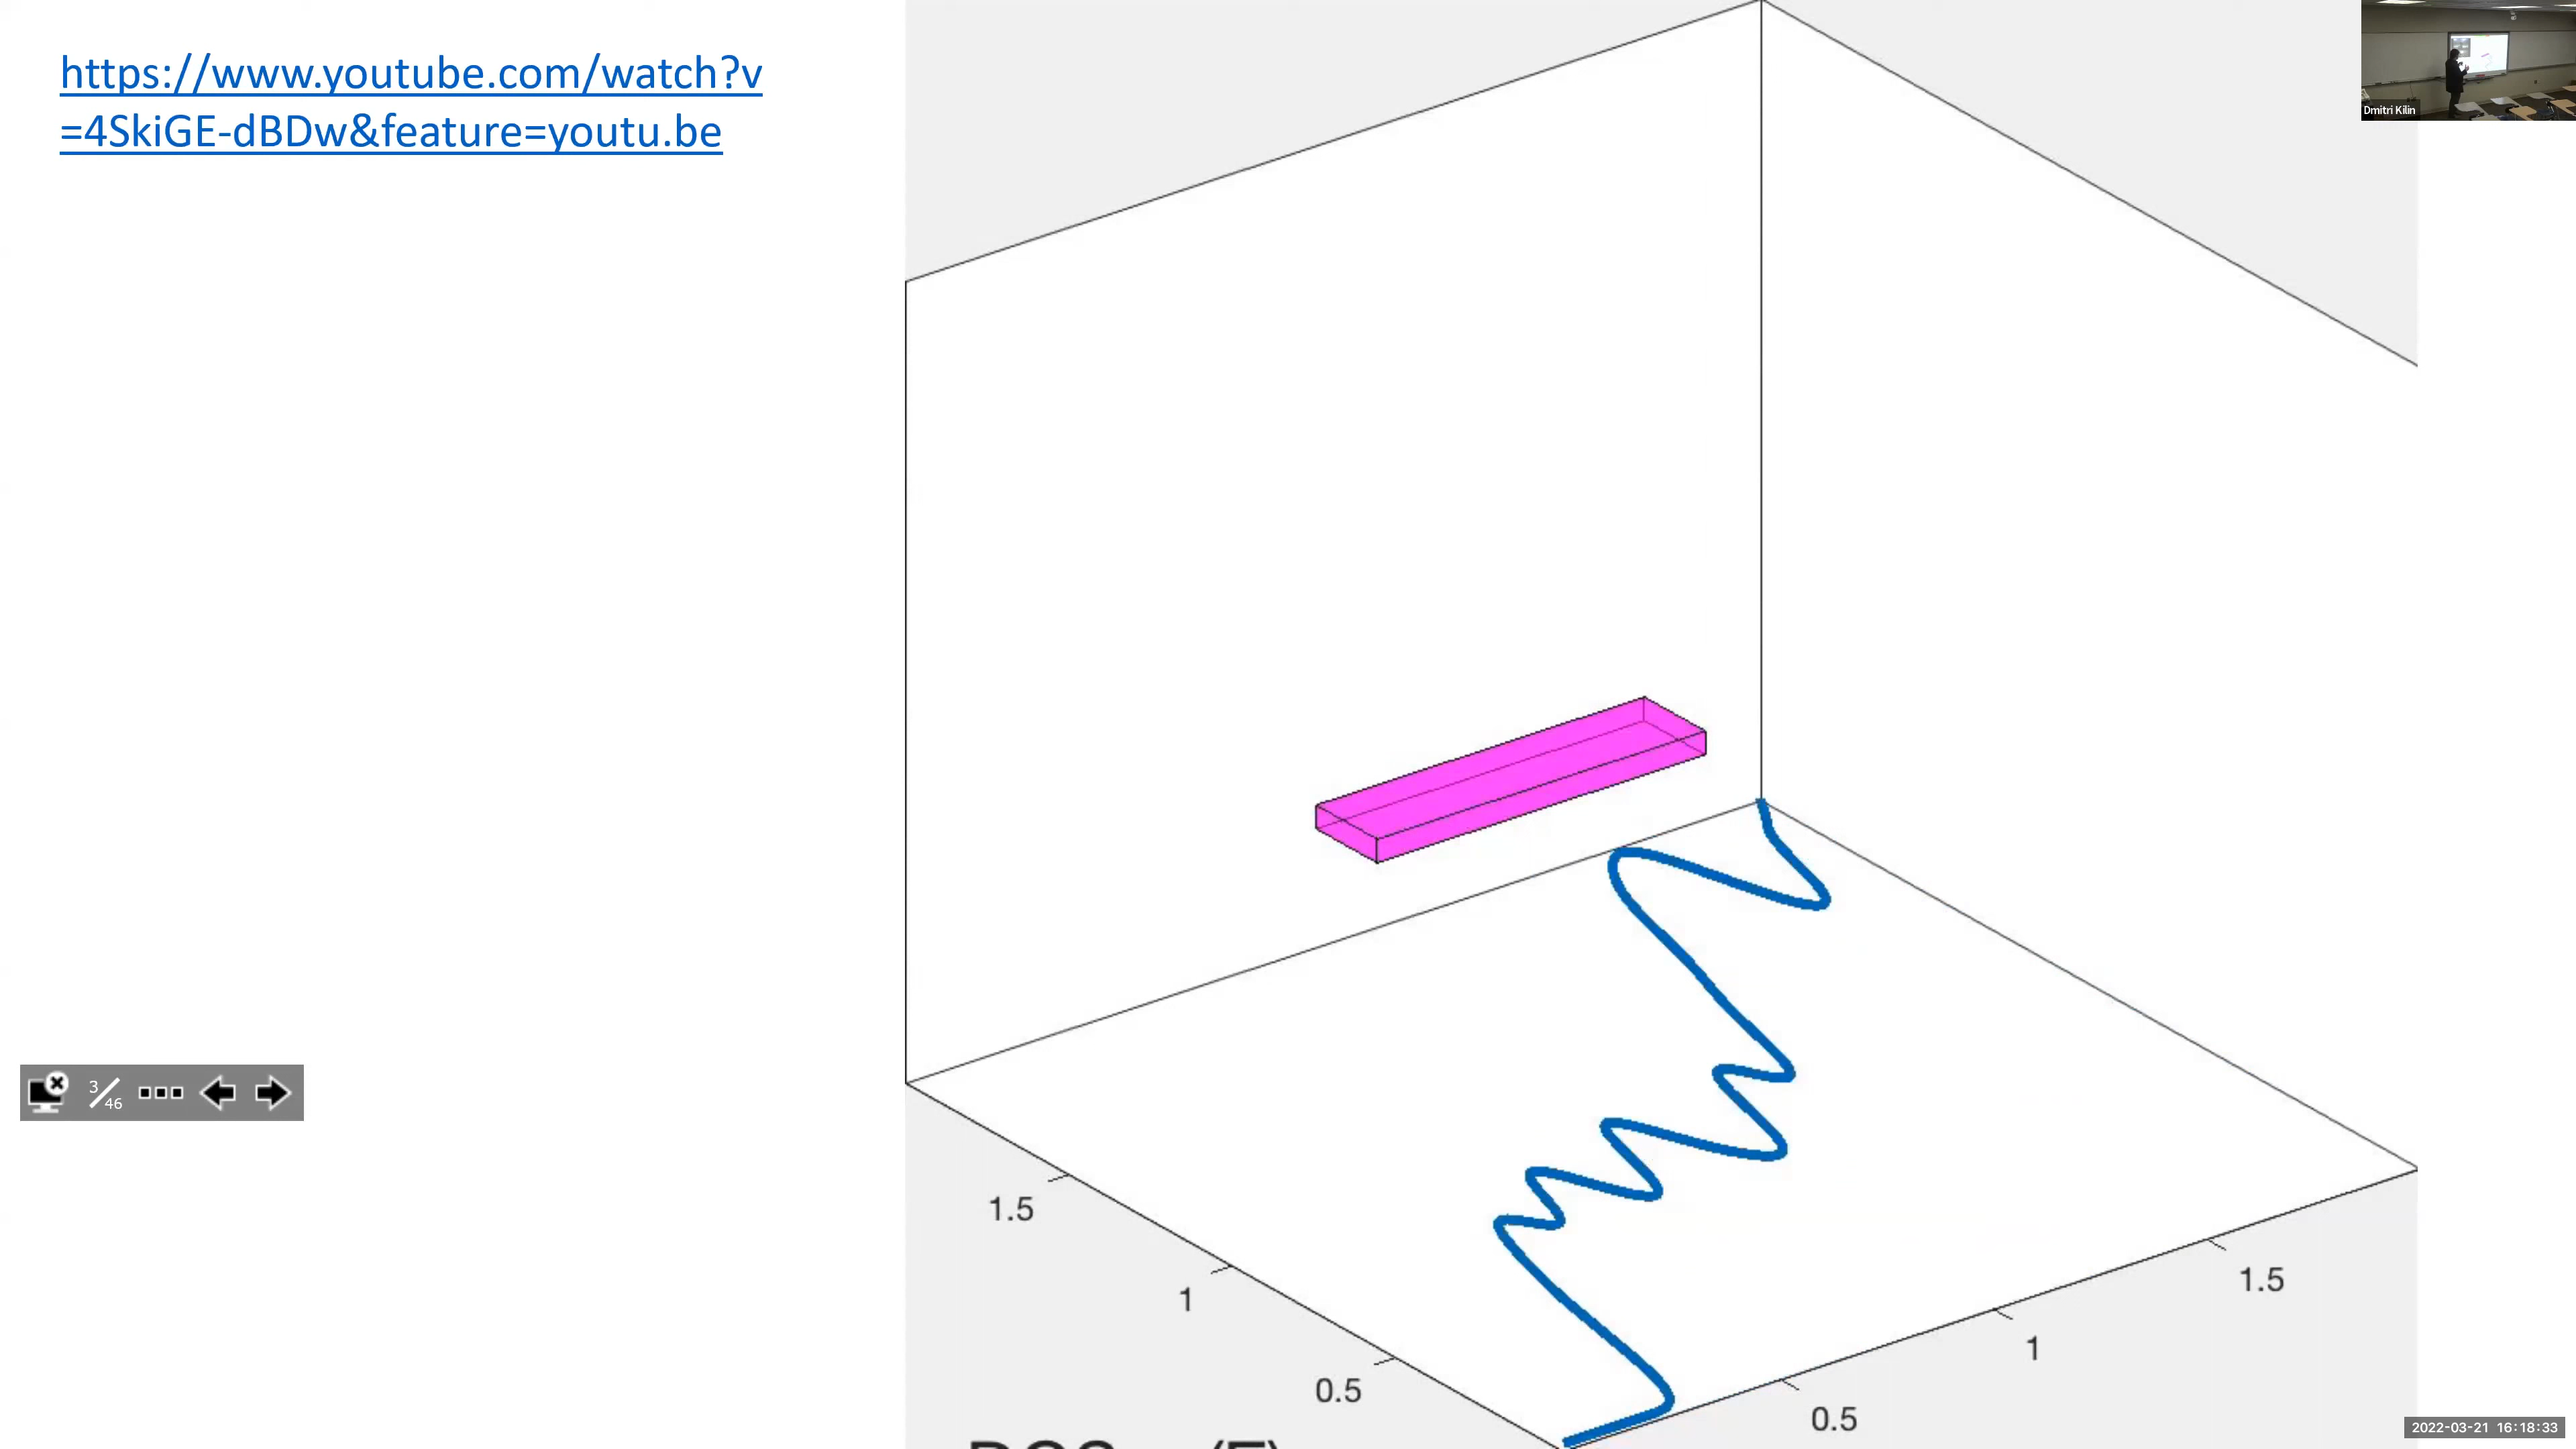 https://www.youtube.com/watch?v
=4SkiGE-dBDw&feature=youtu.be
Dmitri Kilin
3/46
1.5
1
0.5
0.5
1
1.5
2022-03-21 16:18:33